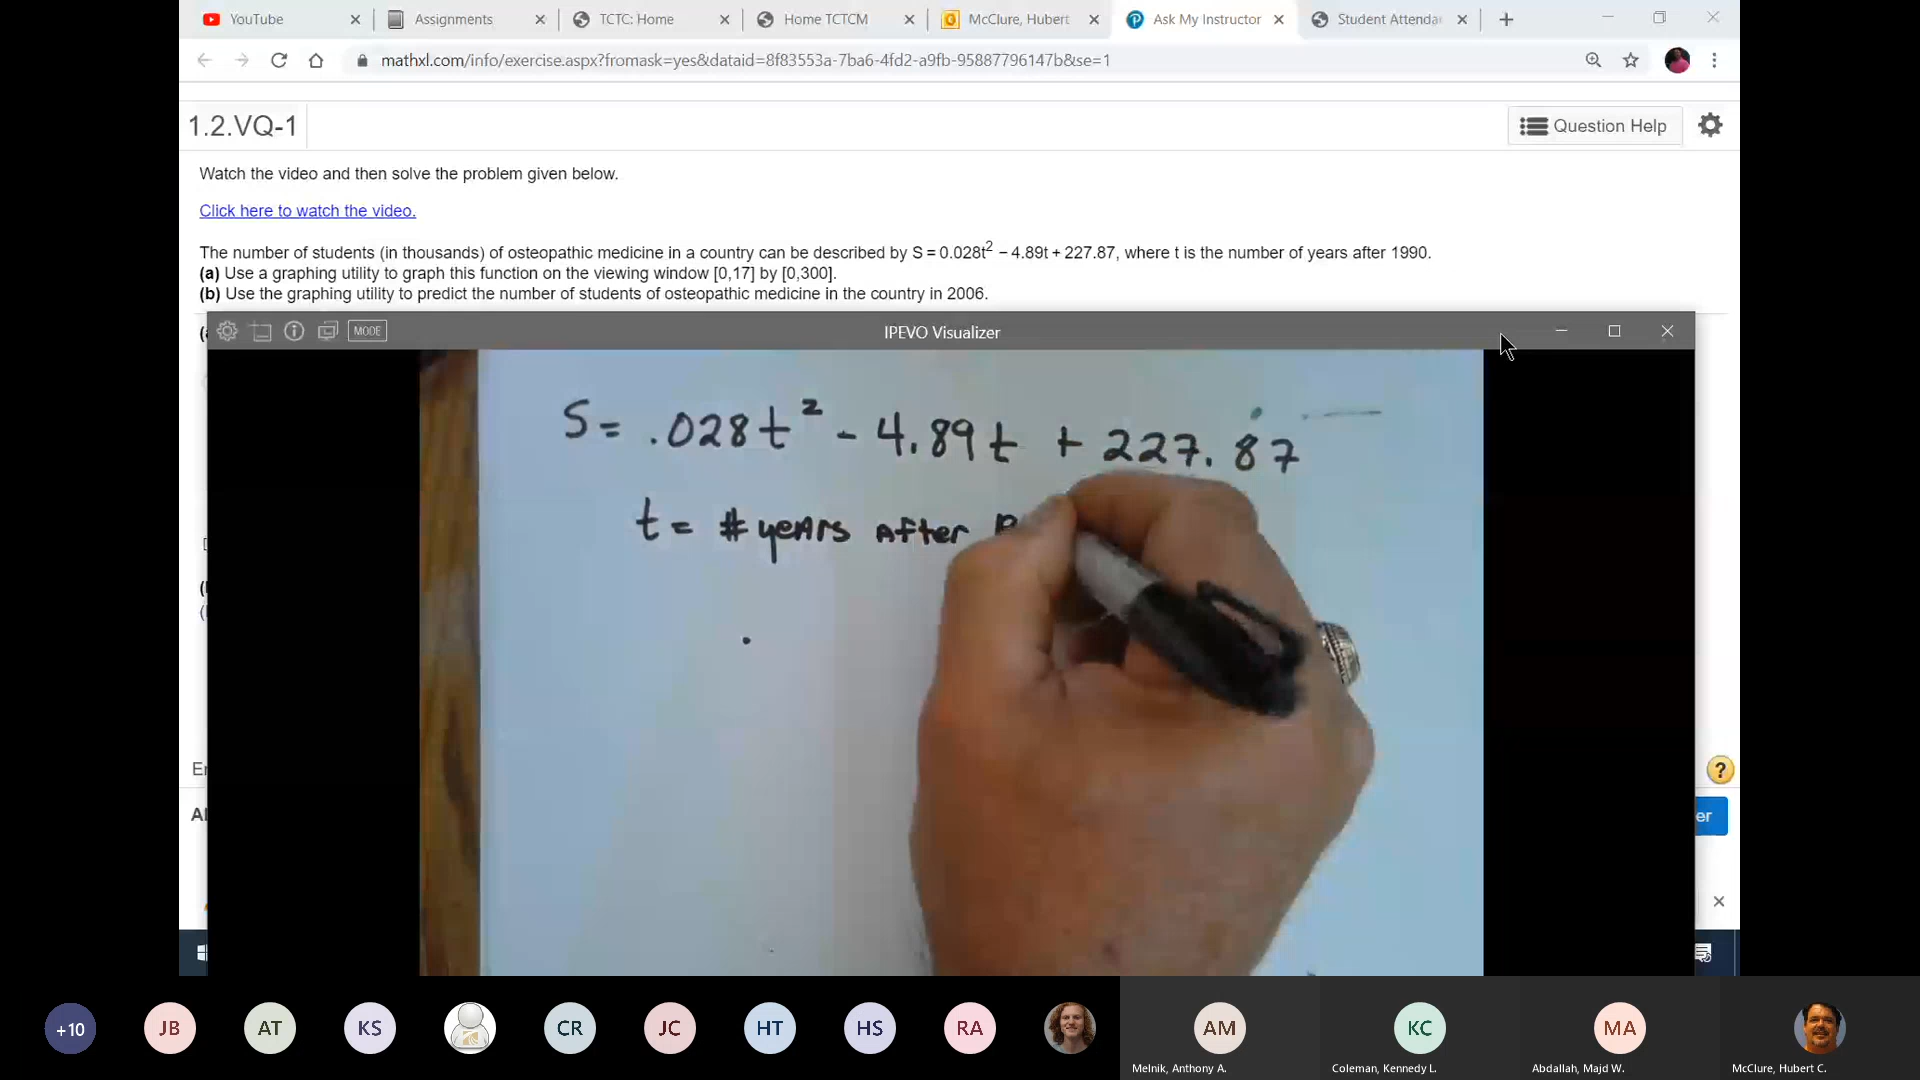 YouTube
Assignments
TCTC: Home
Home TCTCM
McClure, Hubert
Ask My Instructor
Student Attenda
mathxl.com/info/exercise.aspx?fromask=yes&dataid=8f83553a-7ba6-4fd2-a9fb-95887796147b&se=1
1.2.VQ-1
Question Help
Watch the video and then solve the problem given below.
Click here to watch the video.
The number of students (in thousands) of osteopathic medicine in a country can be described by S = 0.028t² − 4.89t + 227.87, where t is the number of years after 1990.
(a) Use a graphing utility to graph this function on the viewing window [0,17] by [0,300].
(b) Use the graphing utility to predict the number of students of osteopathic medicine in the country in 2006.
MODE
IPEVO Visualizer
S = .028t² - 4.89t + 227.87
t = # years After
er
?
+10
JB
AT
KS
CR
JC
HT
HS
RA
AM
KC
MA
Melnik, Anthony A.
Coleman, Kennedy L.
Abdallah, Majd W.
McClure, Hubert C.